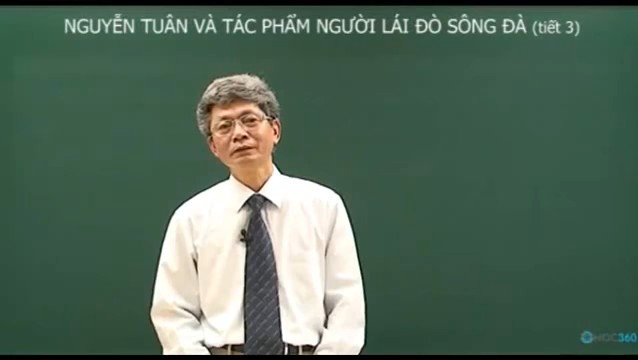 NGUYỄN TUÂN VÀ TÁC PHẨM NGƯỜI LÁI ĐÒ SÔNG ĐÀ (tiết 3)
HOC360